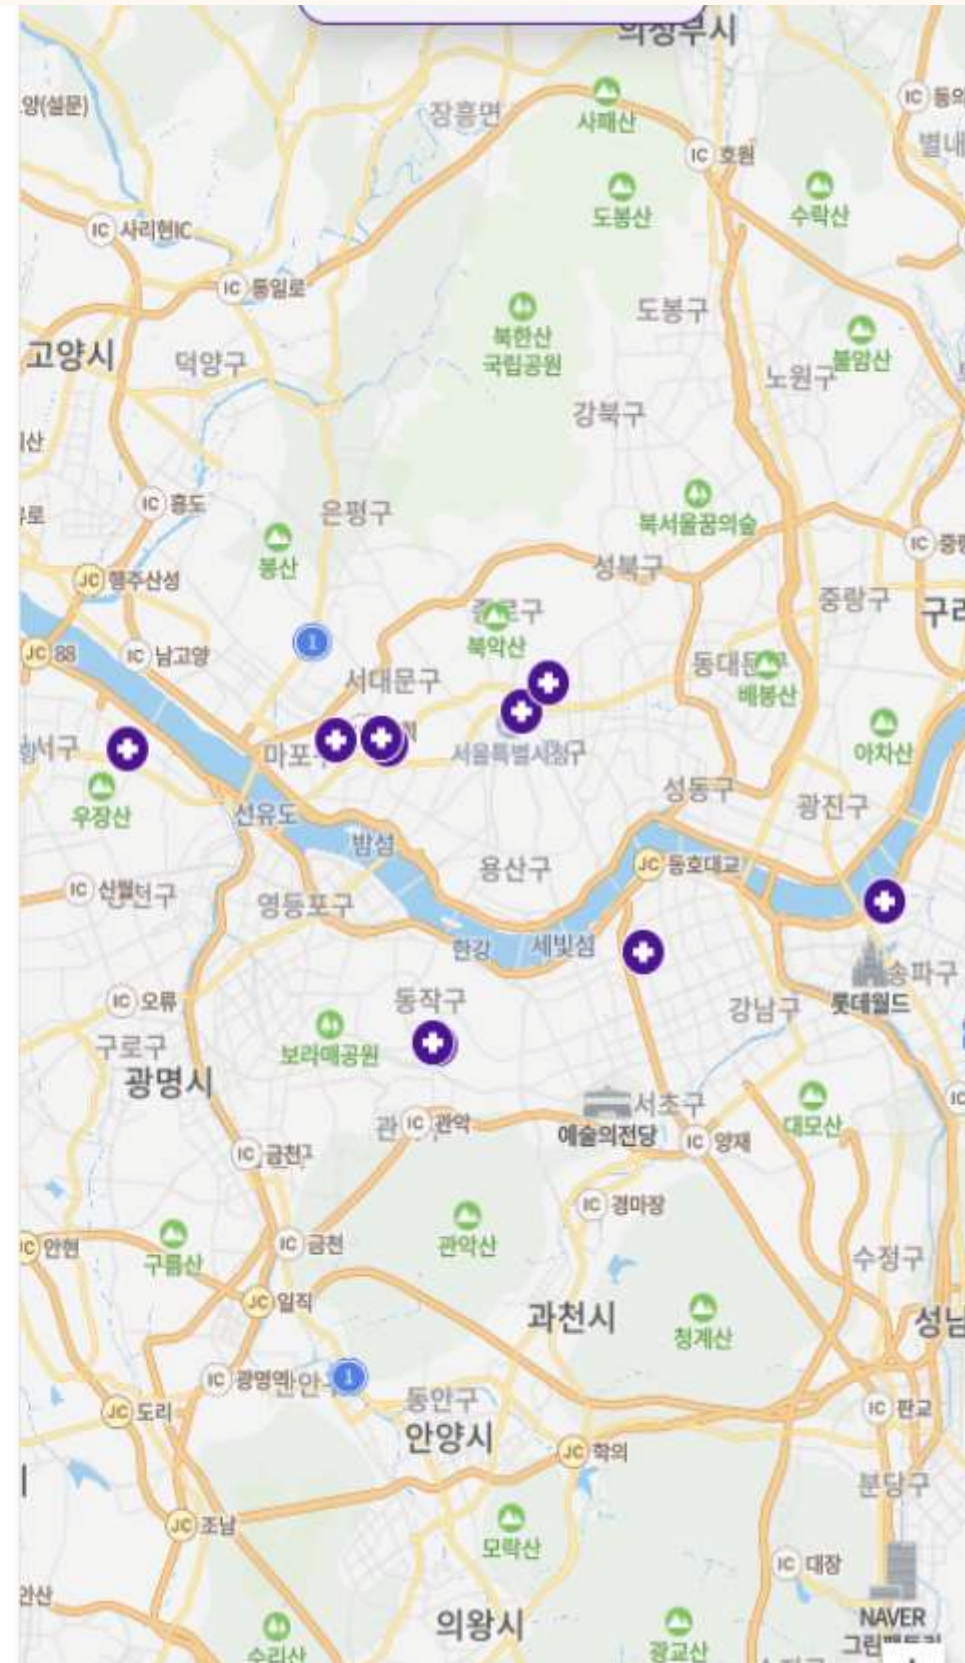 의정부시
양(설문)
장흥면
사패산
IC 호원
IC 동의
별내
도봉산
수락산
IC 사리현IC
IC 통일로
도봉구
북한산
국립공원
불암산
고양시
덕양구
노원구
강북구
IC 흥도
은평구
북서울꿈의숲
봉산
IC 중랑
성북구
JC 행주산성
중랑구
구리
북악산
1
JC 88
IC 남고양
서대문구
배봉산
아차산
서울특별시청
우장산
선유도
성동구
광진구
밤섬
용산구
JC 동호대교
IC 신월
영등포구
한강
세빛섬
송파구
롯데월드
IC 오류
동작구
강남구
구로구
보라매공원
광명시
서초구
대모산
IC 관악
예술의전당
IC 양재
IC 금천
IC 경마장
JC 안현
구름산
IC 금천
관악산
수정구
JC 일직
과천시
청계산
성남
IC 광명역
1
동안구
JC 도리
안양시
IC 판교
JC 학의
분당구
JC 조남
모락산
IC 대장
안산
의왕시
NAVER
수리산
광교산